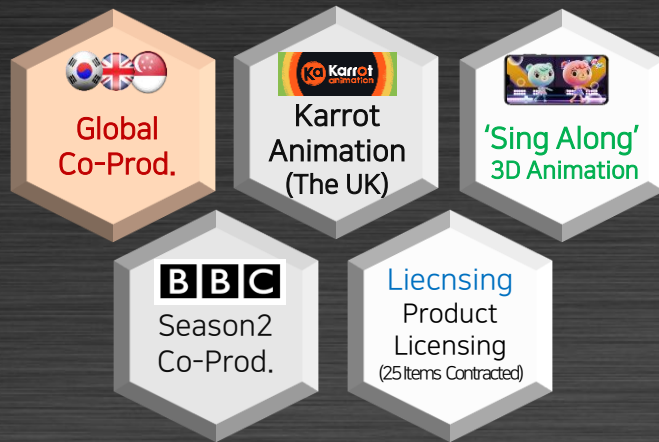 Global
Co-Prod.
Ka Karrot
animation
Karrot
Animation
(The UK)
‘Sing Along’
3D Animation
BBC
Season2
Co-Prod.
Liecnsing
Product
Licensing
(25 Items Contracted)